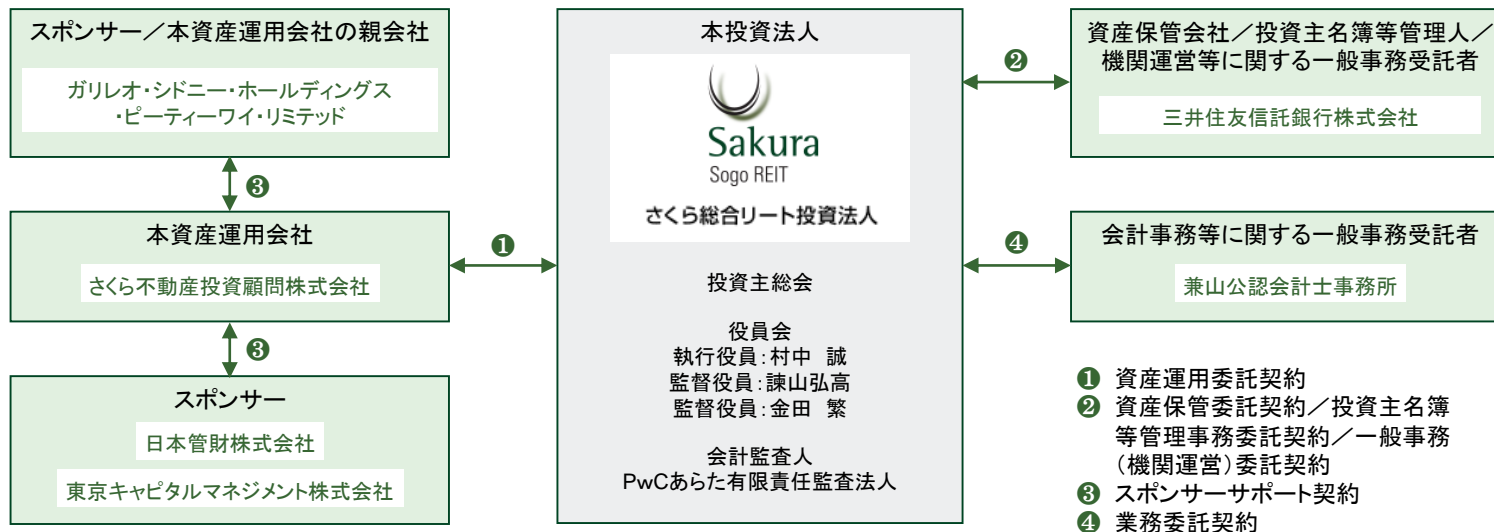 スポンサー／本資産運用会社の親会社
ガリレオ・シドニー・ホールディングス
・ピーティーワイ・リミテッド
❸
本資産運用会社
さくら不動産投資顧問株式会社
❸
スポンサー
日本管財株式会社
東京キャピタルマネジメント株式会社
❶
本投資法人
Sakura
Sogo REIT
さくら総合リート投資法人
投資主総会
役員会
執行役員：村中　誠
監督役員：諫山弘高
監督役員：金田　繁
会計監査人
PwCあらた有限責任監査法人
❷
資産保管会社／投資主名簿等管理人／
機関運営等に関する一般事務受託者
三井住友信託銀行株式会社
❹
会計事務等に関する一般事務受託者
兼山公認会計士事務所
❶ 資産運用委託契約
❷ 資産保管委託契約／投資主名簿
等管理事務委託契約／一般事務
（機関運営）委託契約
❸ スポンサーサポート契約
❹ 業務委託契約